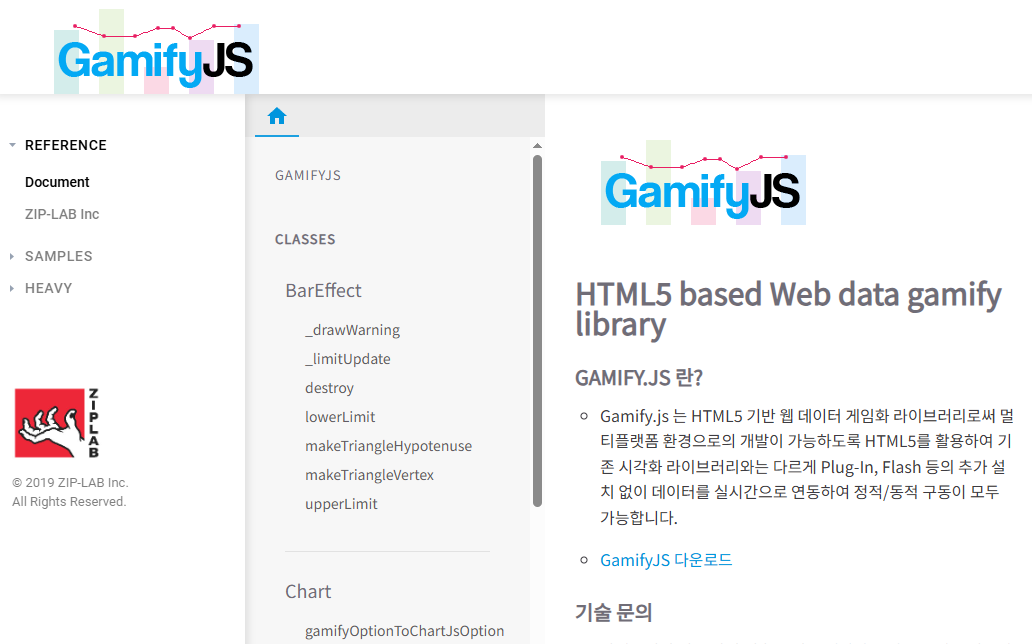 GamifyJS
REFERENCE
Document
ZIP-LAB Inc
SAMPLES
HEAVY
ZIPLAB
© 2019 ZIP-LAB Inc.
All Rights Reserved.
GAMIFYJS
CLASSES
BarEffect
_drawWarning
_limitUpdate
destroy
lowerLimit
makeTriangleHypotenuse
makeTriangleVertex
upperLimit
Chart
gamifyOptionToChartJsOption
GamifyJS
HTML5 based Web data gamify
library
GAMIFY.JS 란?
Gamify.js 는 HTML5 기반 웹 데이터 게임화 라이브러리로써 멀
티플랫폼 환경으로의 개발이 가능하도록 HTML5를 활용하여 기
존 시각화 라이브러리와는 다르게 Plug-In, Flash 등의 추가 설
치 없이 데이터를 실시간으로 연동하여 정적/동적 구동이 모두
가능합니다.
GamifyJS 다운로드
기술 문의